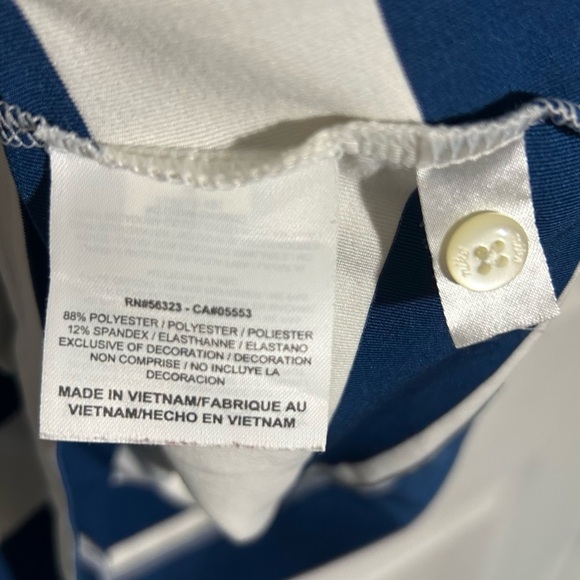 RN#56323 - CA#05553
88% POLYESTER / POLYESTER / POLIESTER
12% SPANDEX / ELASTHANNE / ELASTANO
EXCLUSIVE OF DECORATION / DECORATION
NON COMPRISE / NO INCLUYE LA
DECORACION
MADE IN VIETNAM/FABRIQUE AU
VIETNAM/HECHO EN VIETNAM